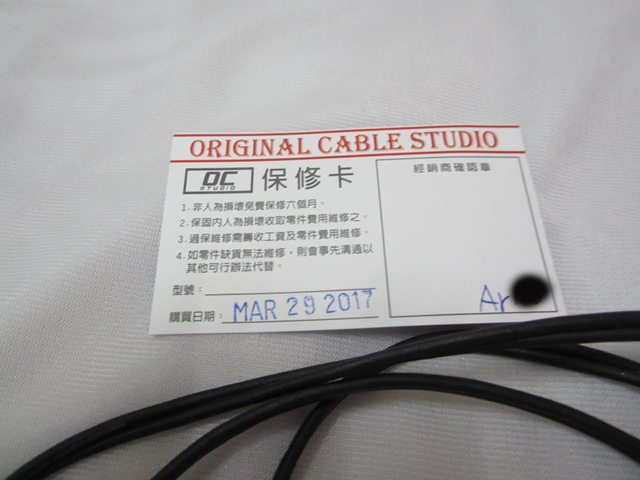 ORIGINAL CABLE STUDIO
OC
STUDIO
保修卡
1. 非人為損壞免費保修六個月。
2. 保固内人為損壞收取零件費用維修之。
3. 過保維修需籌收工資及零件費用維修。
4. 如零件缺貨無法維修，則會事先溝通以
其他可行辦法代替。
型號：
購買日期：MAR 29 2017
經銷商確認章
Ar